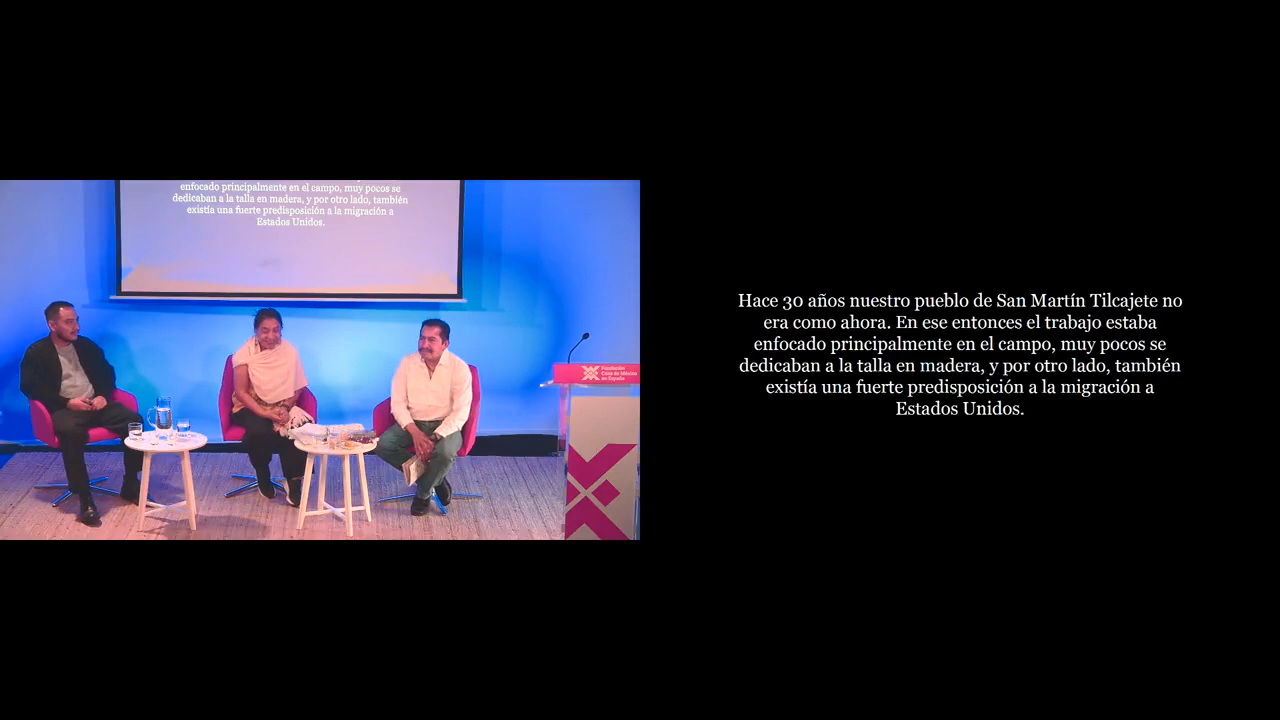 enfocado principalmente en el campo, muy pocos se
dedicaban a la talla en madera, y por otro lado, también
existía una fuerte predisposición a la migración a
Estados Unidos.
Fundación
Casa de México
en España
Hace 30 años nuestro pueblo de San Martín Tilcajete no
era como ahora. En ese entonces el trabajo estaba
enfocado principalmente en el campo, muy pocos se
dedicaban a la talla en madera, y por otro lado, también
existía una fuerte predisposición a la migración a
Estados Unidos.